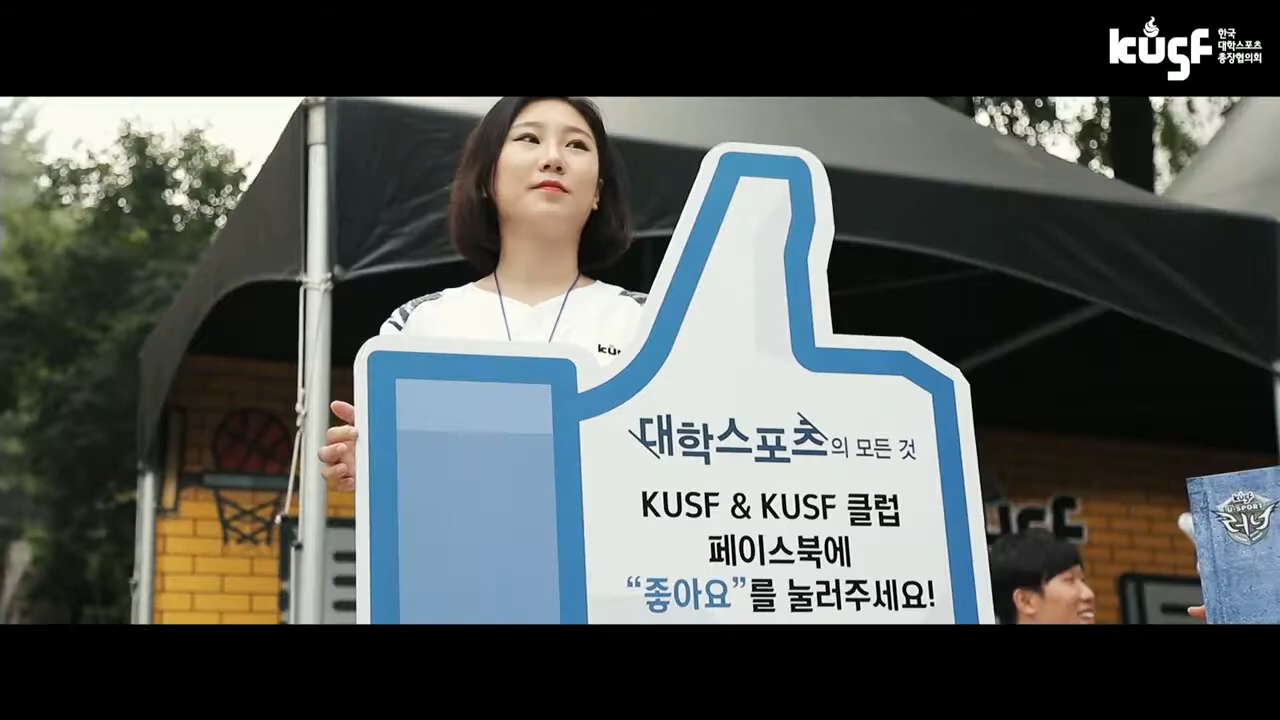 KUSF 한국
대학스포츠
총장협의회
대학스포츠의 모든 것
KUSF & KUSF 클럽
페이스북에
“좋아요”를 눌러주세요!
KUSF
U-SPORT